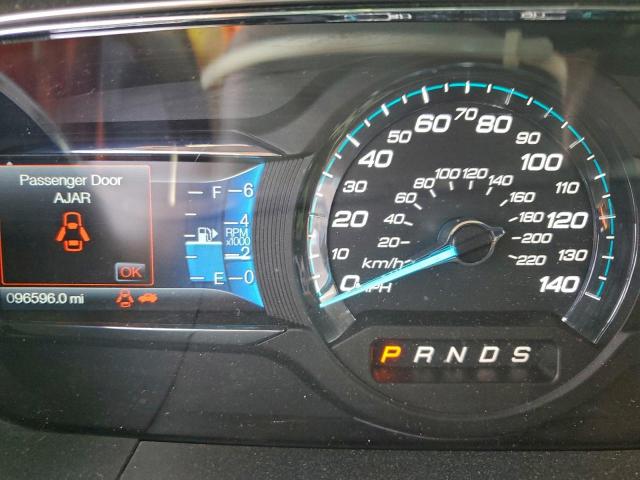 Passenger Door
AJAR
OK
096596.0 mi
F
E
6
4
RPM
x1000
2
0
0 10 20 30 40 50 60 70 80 90 100 110 120 130 140
20 40 60 80 100 120 140 160 180 200 220
km/h
MPH
P R N D S